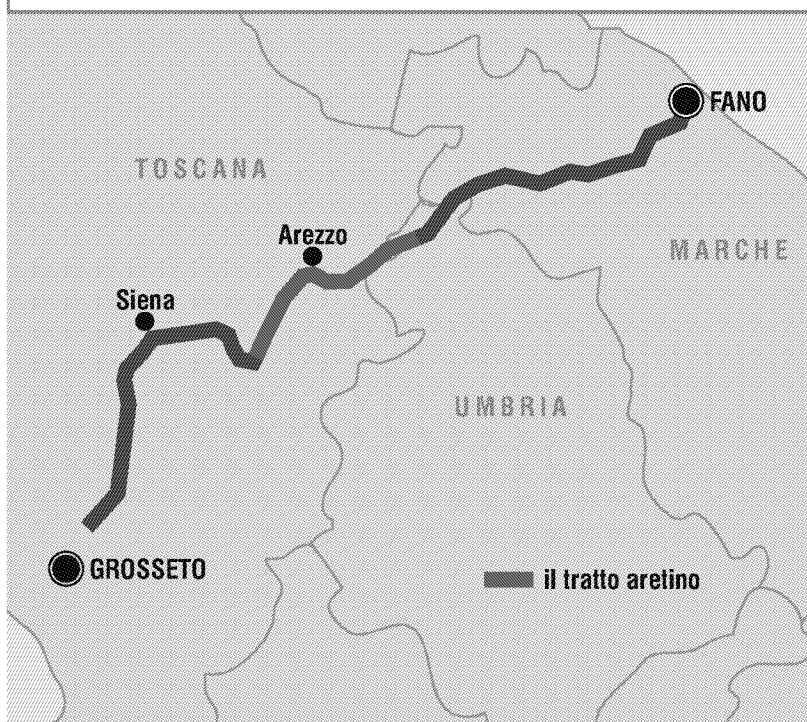 FANO
TOSCANA
Arezzo
MARCHE
Siena
UMBRIA
GROSSETO
il tratto aretino